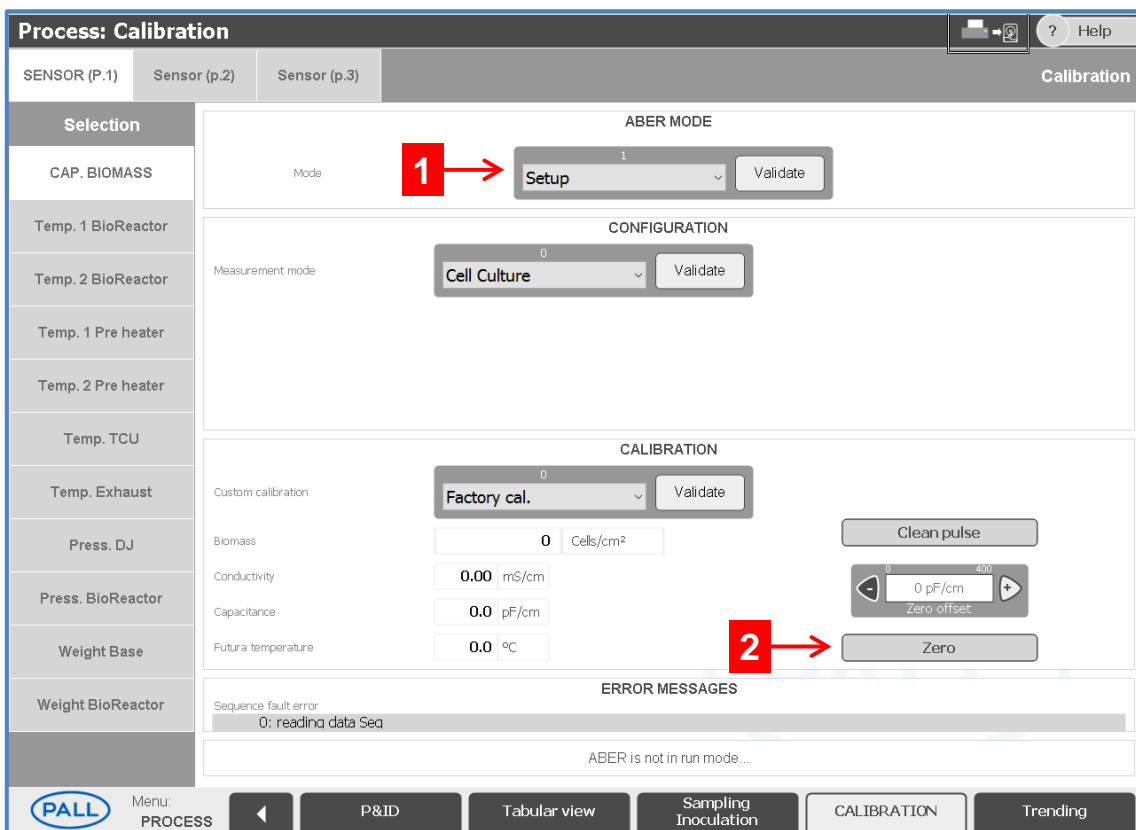 Process: Calibration
? Help
SENSOR (P.1) Sensor (p.2) Sensor (p.3) Calibration
Selection
CAP. BIOMASS
Temp. 1 BioReactor
Temp. 2 BioReactor
Temp. 1 Pre heater
Temp. 2 Pre heater
Temp. TCU
Temp. Exhaust
Press. DJ
Press. BioReactor
Weight Base
Weight BioReactor
ABER MODE
1
Mode 1 Setup Validate
CONFIGURATION
0
Measurement mode Cell Culture Validate
CALIBRATION
0
Custom calibration Factory cal. Validate
Biomass 0 Cells/cm²
Conductivity 0.00 mS/cm
Capacitance 0.0 pF/cm
Futura temperature 0.0 °C
Clean pulse
0 400
- 0 pF/cm +
Zero offset
2 Zero
ERROR MESSAGES
Sequence fault error
0: reading data Seq
ABER is not in run mode...
PALL
Menu:
PROCESS
P&ID
Tabular view
Sampling
Inoculation
CALIBRATION
Trending